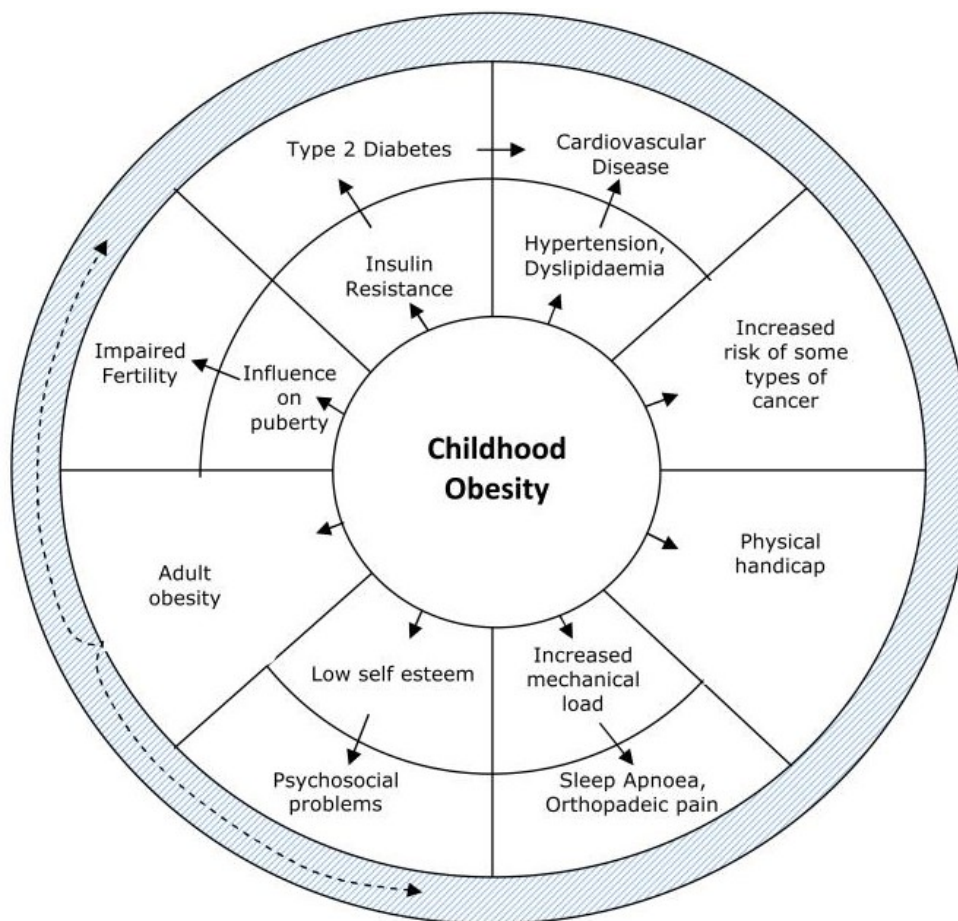 Type 2 Diabetes
Cardiovascular
Disease
Insulin
Resistance
Hypertension,
Dyslipidaemia
Impaired
Fertility
Influence
on
puberty
Increased
risk of some
types of
cancer
Childhood
Obesity
Adult
obesity
Physical
handicap
Low self esteem
Increased
mechanical
load
Psychosocial
problems
Sleep Apnoea,
Orthopadeic pain